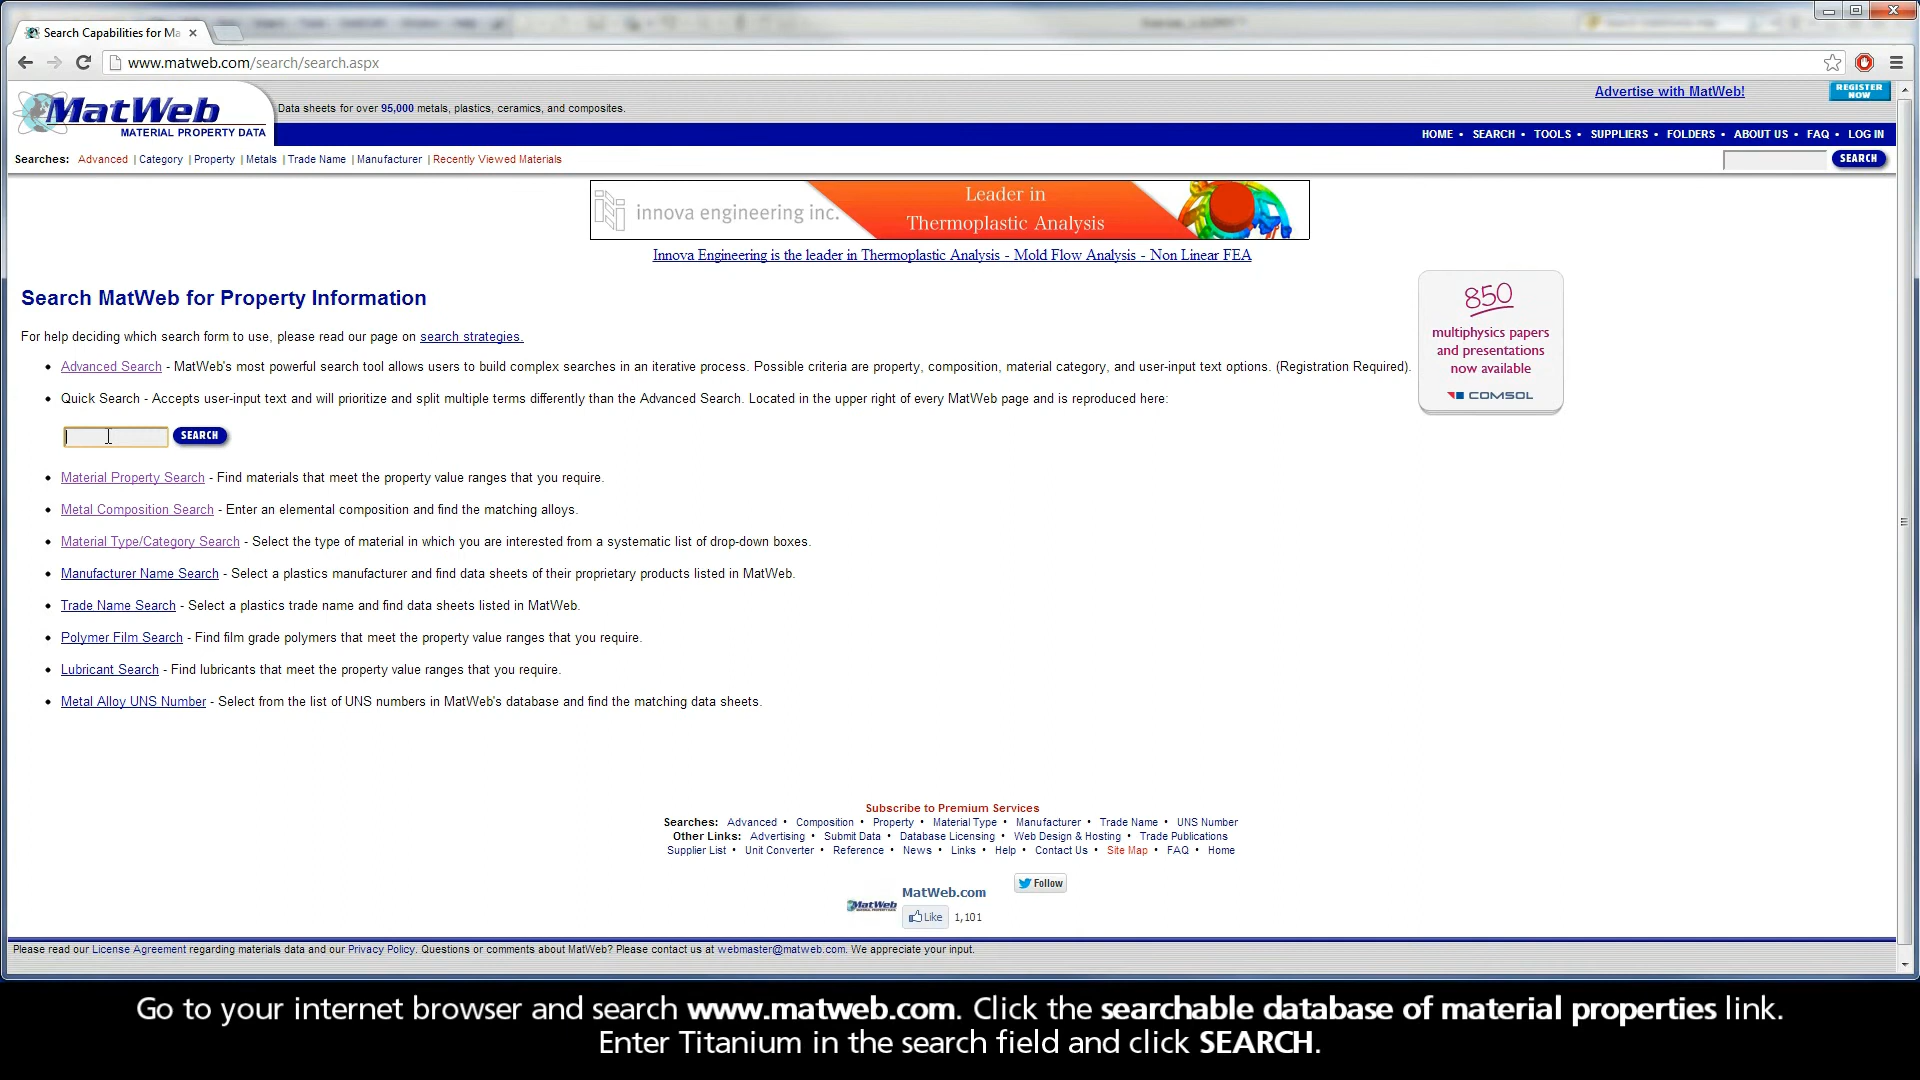 Search Capabilities for Ma
www.matweb.com/search/search.aspx
MatWeb
MATERIAL PROPERTY DATA
Data sheets for over 95,000 metals, plastics, ceramics, and composites.
Advertise with MatWeb!
REGISTER
NOW
HOME • SEARCH • TOOLS • SUPPLIERS • FOLDERS • ABOUT US • FAQ • LOG IN
Searches: Advanced | Category | Property | Metals | Trade Name | Manufacturer | Recently Viewed Materials
SEARCH
innova engineering inc.
Leader in
Thermoplastic Analysis
Innova Engineering is the leader in Thermoplastic Analysis - Mold Flow Analysis - Non Linear FEA
Search MatWeb for Property Information
850
multiphysics papers
and presentations
now available
COMSOL
For help deciding which search form to use, please read our page on search strategies.
• Advanced Search - MatWeb's most powerful search tool allows users to build complex searches in an iterative process. Possible criteria are property, composition, material category, and user-input text options. (Registration Required).
• Quick Search - Accepts user-input text and will prioritize and split multiple terms differently than the Advanced Search. Located in the upper right of every MatWeb page and is reproduced here:
SEARCH
• Material Property Search - Find materials that meet the property value ranges that you require.
• Metal Composition Search - Enter an elemental composition and find the matching alloys.
• Material Type/Category Search - Select the type of material in which you are interested from a systematic list of drop-down boxes.
• Manufacturer Name Search - Select a plastics manufacturer and find data sheets of their proprietary products listed in MatWeb.
• Trade Name Search - Select a plastics trade name and find data sheets listed in MatWeb.
• Polymer Film Search - Find film grade polymers that meet the property value ranges that you require.
• Lubricant Search - Find lubricants that meet the property value ranges that you require.
• Metal Alloy UNS Number - Select from the list of UNS numbers in MatWeb's database and find the matching data sheets.
Subscribe to Premium Services
Searches: Advanced • Composition • Property • Material Type • Manufacturer • Trade Name • UNS Number
Other Links: Advertising • Submit Data • Database Licensing • Web Design & Hosting • Trade Publications
Supplier List • Unit Converter • Reference • News • Links • Help • Contact Us • Site Map • FAQ • Home
MatWeb
MatWeb.com
Like 1,101
Follow
Please read our License Agreement regarding materials data and our Privacy Policy. Questions or comments about MatWeb? Please contact us at webmaster@matweb.com. We appreciate your input.
Go to your internet browser and search www.matweb.com. Click the searchable database of material properties link.
Enter Titanium in the search field and click SEARCH.